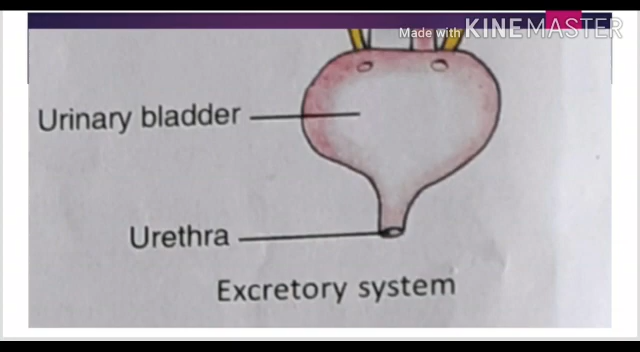 Made with KINEMASTER
Urinary bladder
Urethra
Excretory system